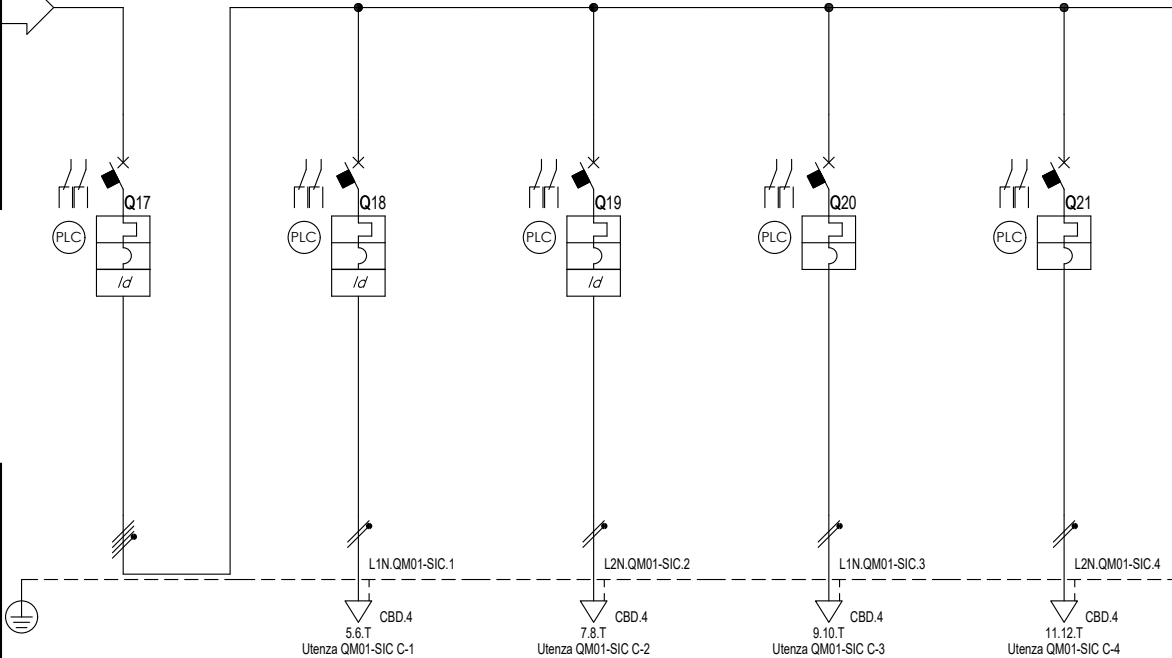 Q17
Q18
Q19
Q20
Q21
PLC
PLC
PLC
PLC
PLC
Id
Id
Id
L1N.QM01-SIC.1
L2N.QM01-SIC.2
L1N.QM01-SIC.3
L2N.QM01-SIC.4
CBD.4
CBD.4
CBD.4
CBD.4
5.6.T
7.8.T
9.10.T
11.12.T
Utenza QM01-SIC C-1
Utenza QM01-SIC C-2
Utenza QM01-SIC C-3
Utenza QM01-SIC C-4